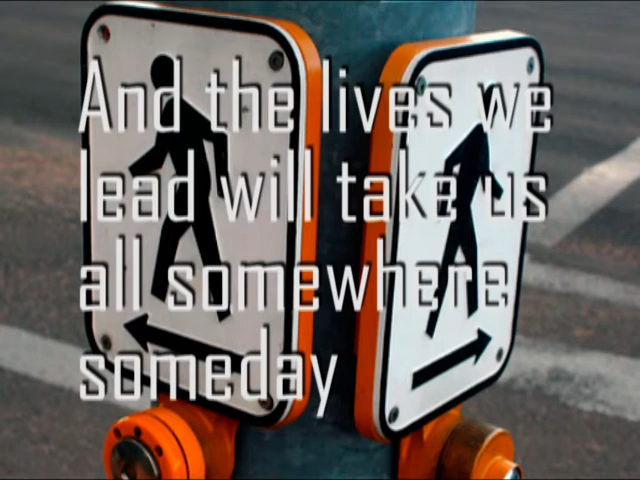 And the lives we
lead will take us
all somewhere
someday